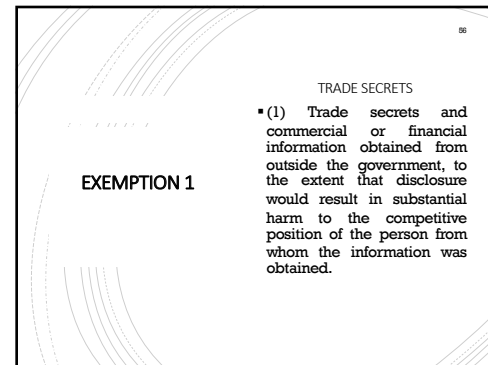 56
EXEMPTION 1
TRADE SECRETS
▪ (1) Trade secrets and
commercial or financial
information obtained from
outside the government, to
the extent that disclosure
would result in substantial
harm to the competitive
position of the person from
whom the information was
obtained.